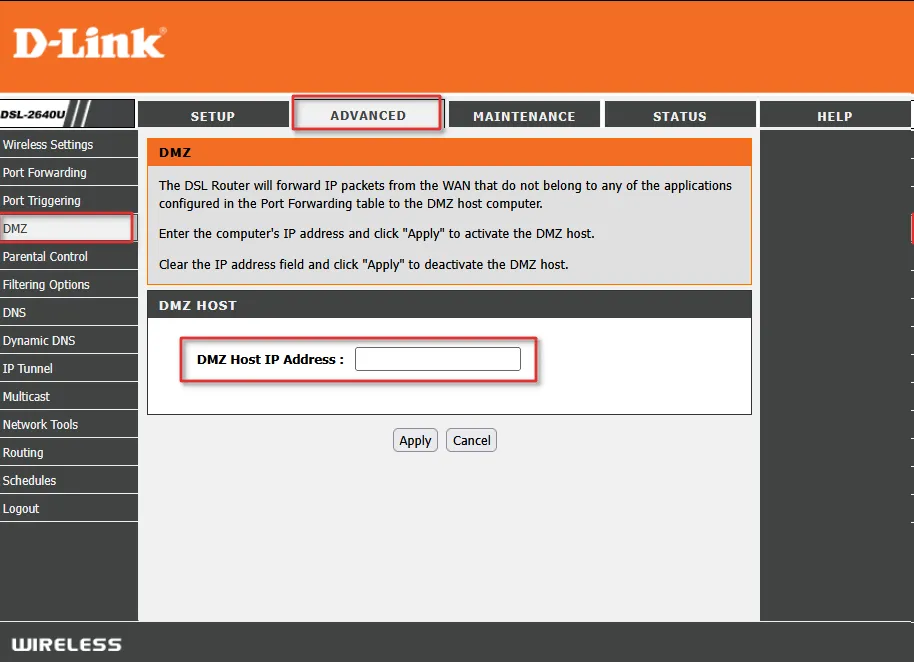 D-Link
DSL-2640U
SETUP
ADVANCED
MAINTENANCE
STATUS
HELP
Wireless Settings
Port Forwarding
Port Triggering
DMZ
Parental Control
Filtering Options
DNS
Dynamic DNS
IP Tunnel
Multicast
Network Tools
Routing
Schedules
Logout
DMZ
The DSL Router will forward IP packets from the WAN that do not belong to any of the applications
configured in the Port Forwarding table to the DMZ host computer.
Enter the computer's IP address and click "Apply" to activate the DMZ host.
Clear the IP address field and click "Apply" to deactivate the DMZ host.
DMZ HOST
DMZ Host IP Address :
Apply
Cancel
WIRELESS